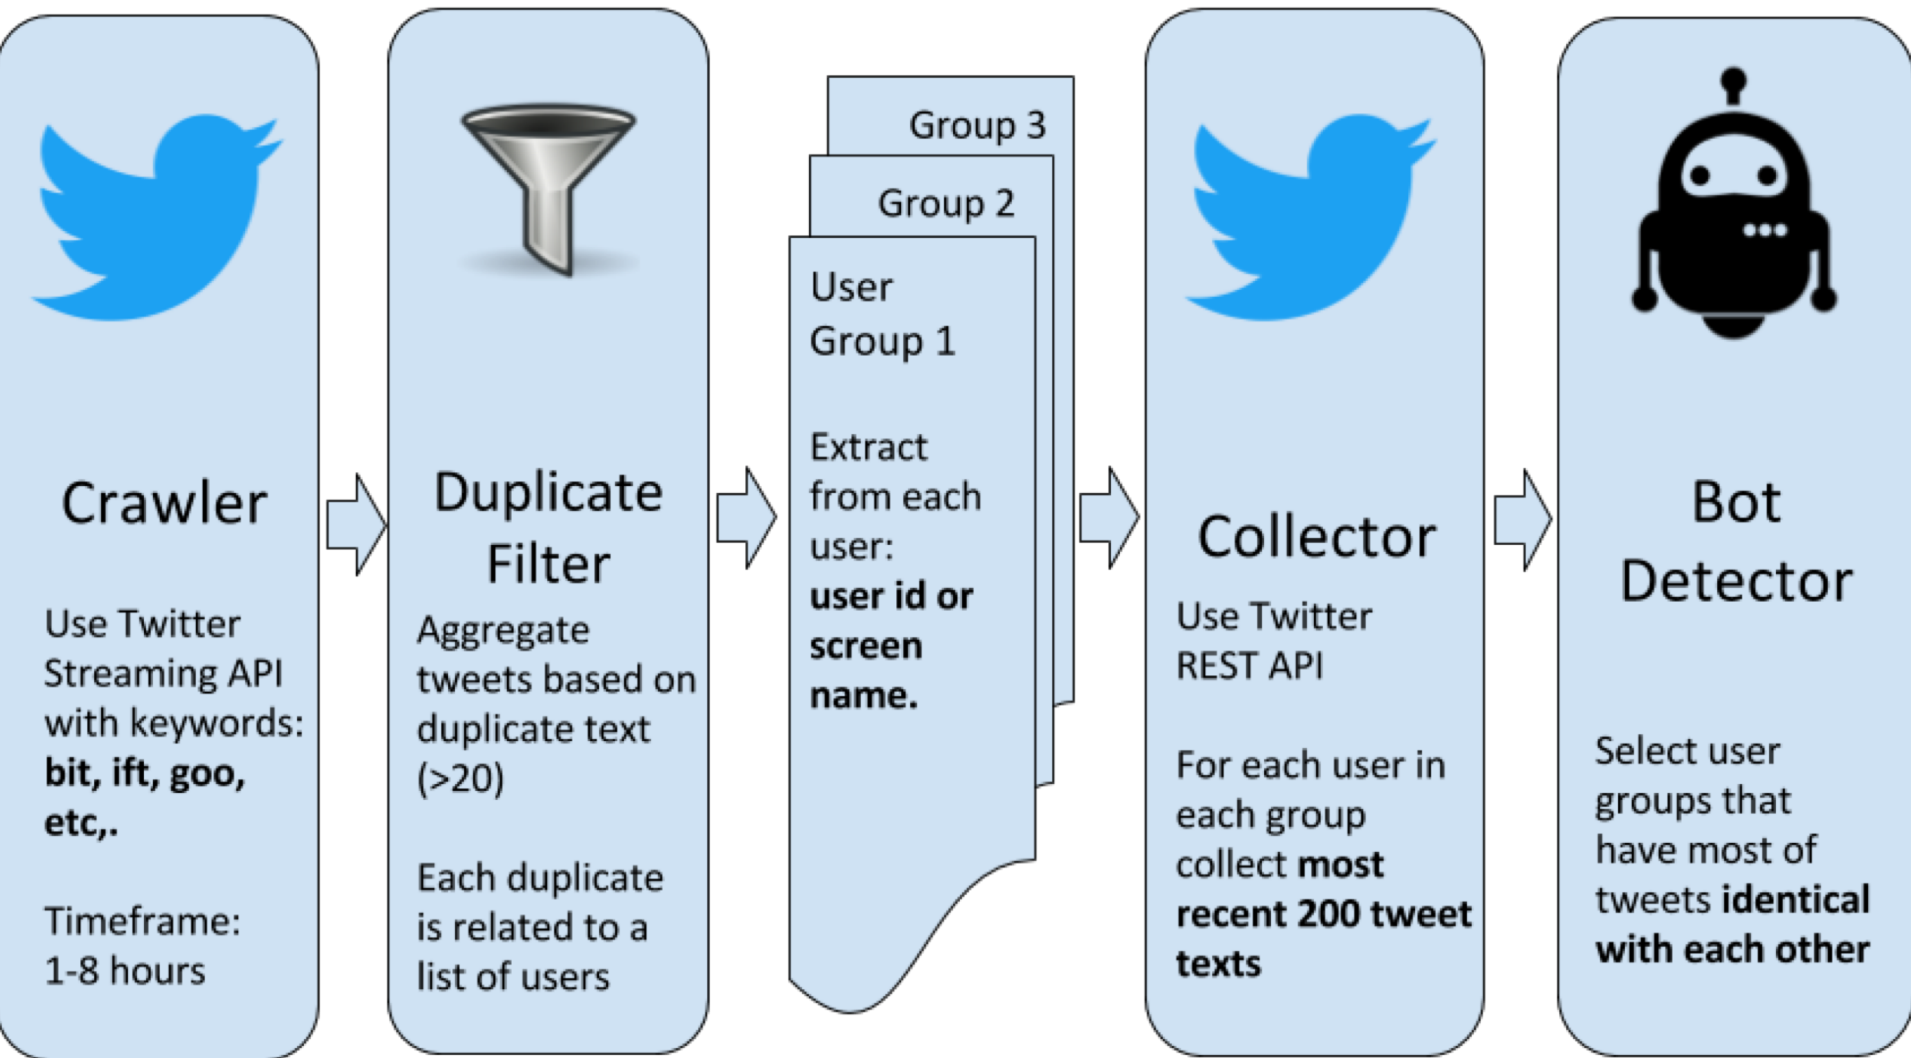 Crawler
Use Twitter
Streaming API
with keywords:
bit, ift, goo,
etc,.
Timeframe:
1-8 hours
Duplicate
Filter
Aggregate
tweets based on
duplicate text
(>20)
Each duplicate
is related to a
list of users
Group 3
Group 2
User
Group 1
Extract
from each
user:
user id or
screen
name.
Collector
Use Twitter
REST API
For each user in
each group
collect most
recent 200 tweet
texts
Bot
Detector
Select user
groups that
have most of
tweets identical
with each other